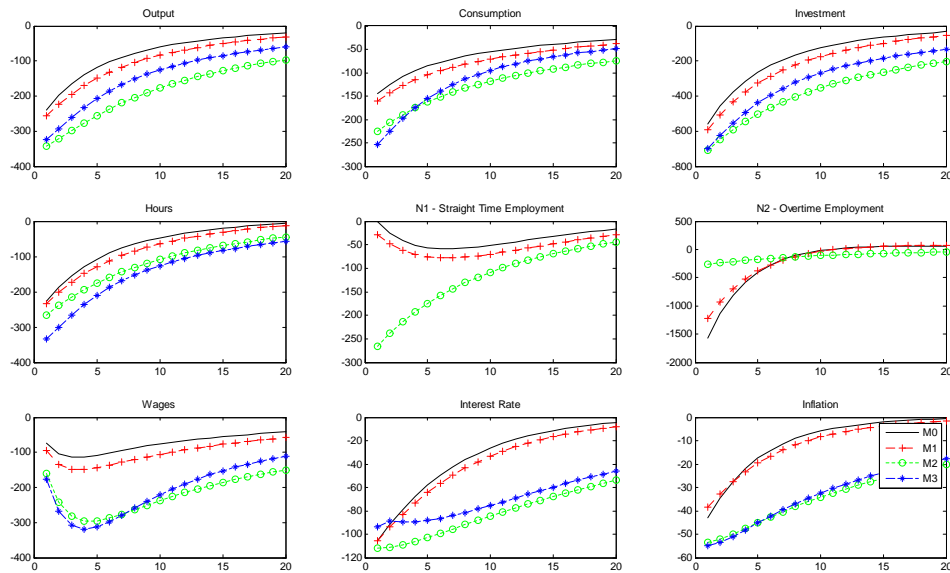 Output Consumption Investment
0 0 0
-100 -50 -200
-100
-200 -150 -400
-200
-300 -250 -600
-400 -300 -800
0 5 10 15 20 0 5 10 15 20 0 5 10 15 20
Hours N1 - Straight Time Employment N2 - Overtime Employment
0 0 500
-50 0
-100
-100 -500
-200 -150 -1000
-200
-300 -1500
-250
-400 -300 -2000
0 5 10 15 20 0 5 10 15 20 0 5 10 15 20
Wages Interest Rate Inflation
0 0 0
-20 -10
-100
-40 -20
-200 -60 -30
-80 -40
-300
-100 -50
-400 -120 -60
0 5 10 15 20 0 5 10 15 20 0 5 10 15 20
M0
M1
M2
M3